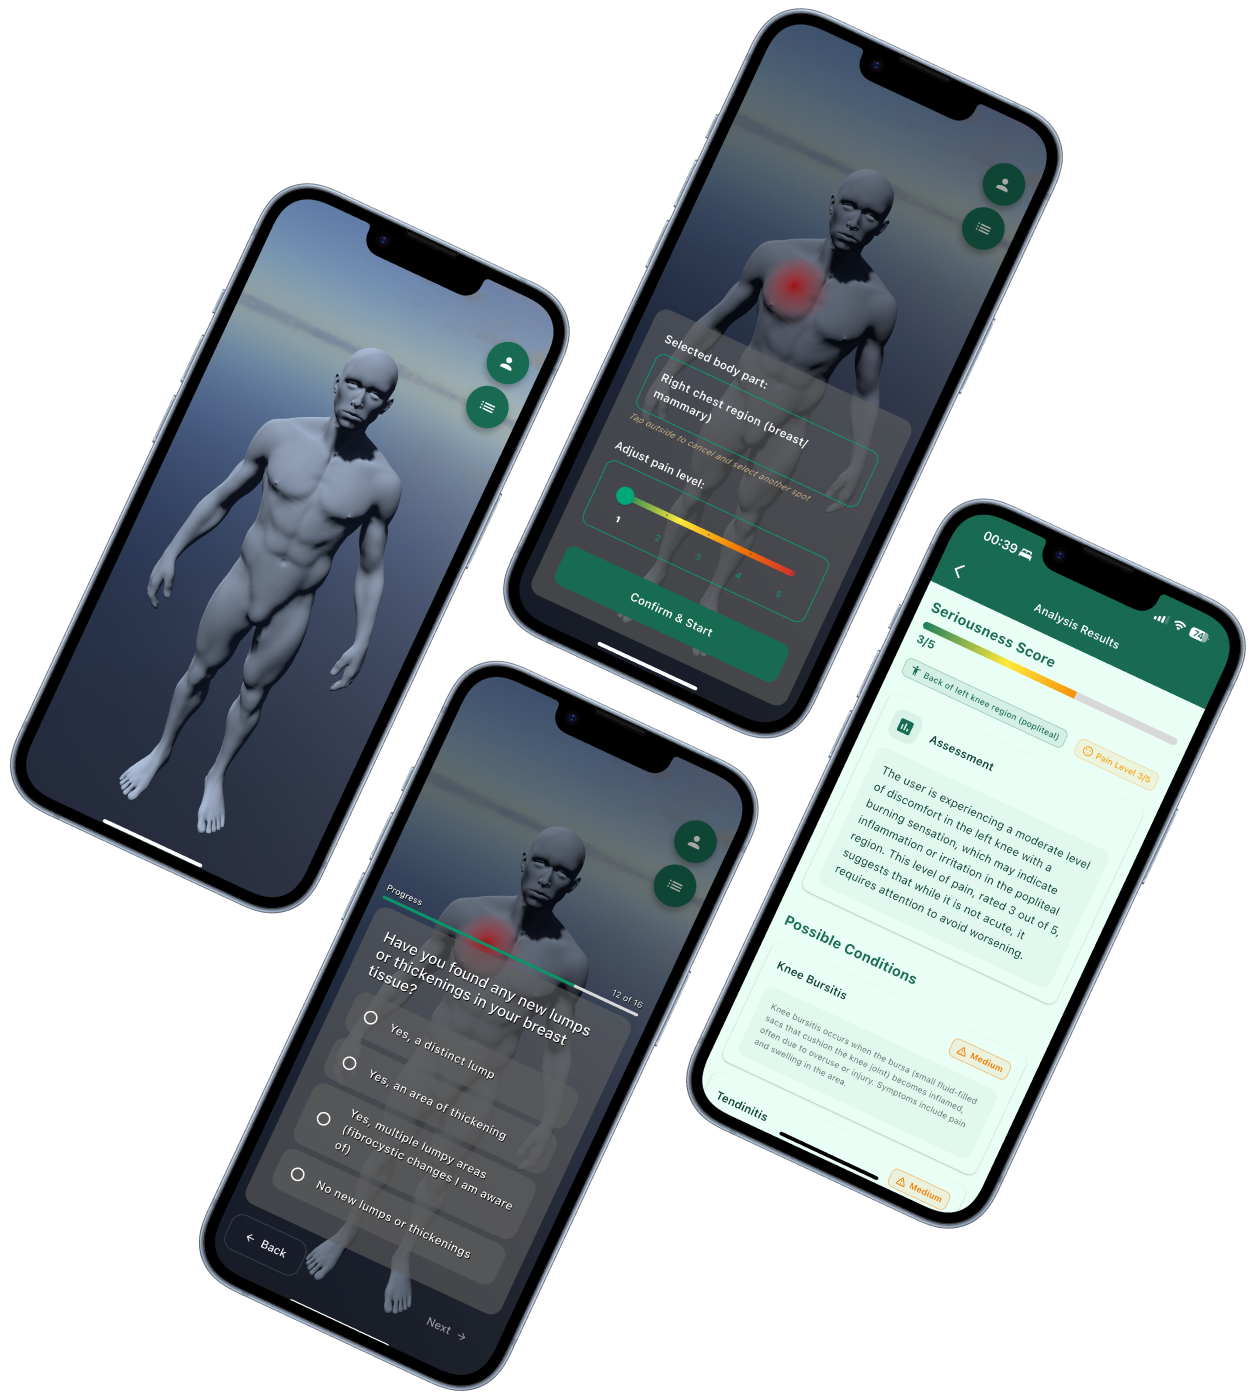 Selected body part:
Right chest region (breast/
mammary)
Tap outside to cancel and select another spot
Adjust pain level:
1
2
3
4
5
Confirm & Start
Progress
12 of 16
Have you found any new lumps
or thickenings in your breast
tissue?
Yes, a distinct lump
Yes, an area of thickening
Yes, multiple lumpy areas
(fibrocystic changes I am aware
of)
No new lumps or thickenings
Back
Next
00:39
74
Analysis Results
Seriousness Score
3/5
Back of left knee region (popliteal)
Pain Level 3/5
Assessment
The user is experiencing a moderate level
of discomfort in the left knee with a
burning sensation, which may indicate
inflammation or irritation in the popliteal
region. This level of pain, rated 3 out of 5,
suggests that while it is not acute, it
requires attention to avoid worsening.
Possible Conditions
Knee Bursitis
Medium
Knee bursitis occurs when the bursa (small fluid-filled
sacs that cushion the knee joint) becomes inflamed,
often due to overuse or injury. Symptoms include pain
and swelling in the area.
Tendinitis
Medium